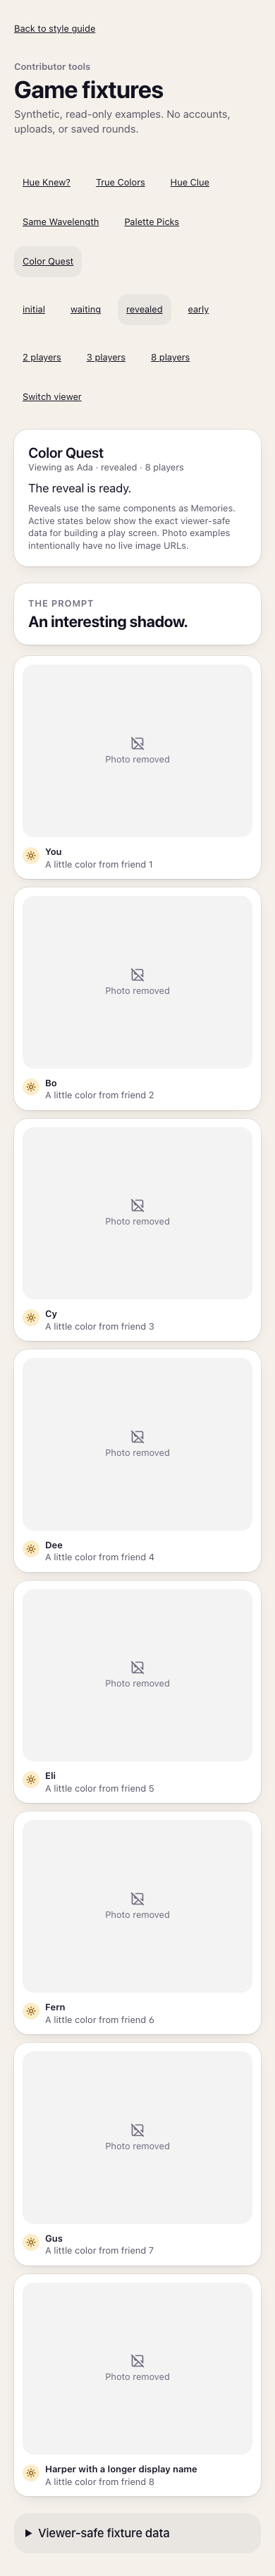 Back to style guide
Contributor tools
Game fixtures
Synthetic, read-only examples. No accounts,
uploads, or saved rounds.
Hue Knew? True Colors Hue Clue
Same Wavelength Palette Picks
Color Quest
initial waiting revealed early
2 players 3 players 8 players
Switch viewer
Color Quest
Viewing as Ada · revealed · 8 players
The reveal is ready.
Reveals use the same components as Memories.
Active states below show the exact viewer-safe
data for building a play screen. Photo examples
intentionally have no live image URLs.
THE PROMPT
An interesting shadow.
Photo removed
You
A little color from friend 1
Photo removed
Bo
A little color from friend 2
Photo removed
Cy
A little color from friend 3
Photo removed
Dee
A little color from friend 4
Photo removed
Eli
A little color from friend 5
Photo removed
Fern
A little color from friend 6
Photo removed
Gus
A little color from friend 7
Photo removed
Harper with a longer display name
A little color from friend 8
Viewer-safe fixture data